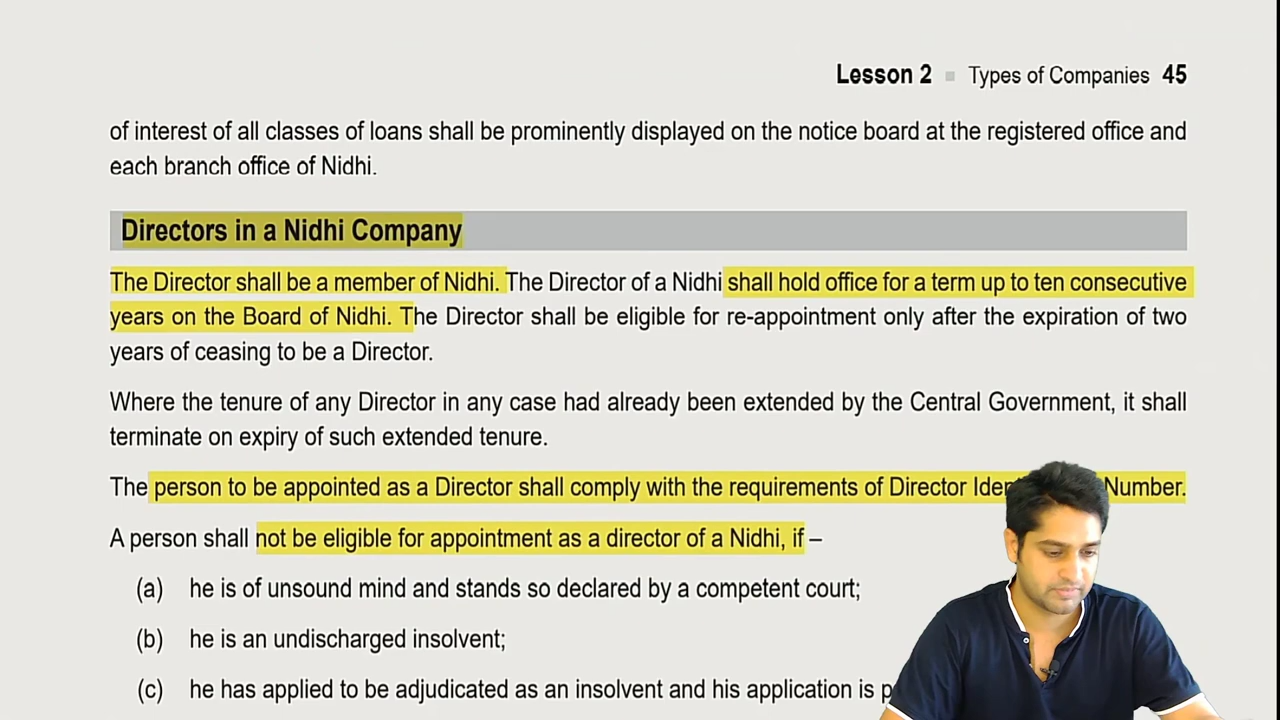 Lesson 2 Types of Companies 45
of interest of all classes of loans shall be prominently displayed on the notice board at the registered office and
each branch office of Nidhi.
Directors in a Nidhi Company
The Director shall be a member of Nidhi. The Director of a Nidhi shall hold office for a term up to ten consecutive
years on the Board of Nidhi. The Director shall be eligible for re-appointment only after the expiration of two
years of ceasing to be a Director.
Where the tenure of any Director in any case had already been extended by the Central Government, it shall
terminate on expiry of such extended tenure.
The person to be appointed as a Director shall comply with the requirements of Director Number.
A person shall not be eligible for appointment as a director of a Nidhi, if –
(a) he is of unsound mind and stands so declared by a competent court;
(b) he is an undischarged insolvent;
(c) he has applied to be adjudicated as an insolvent and his application is